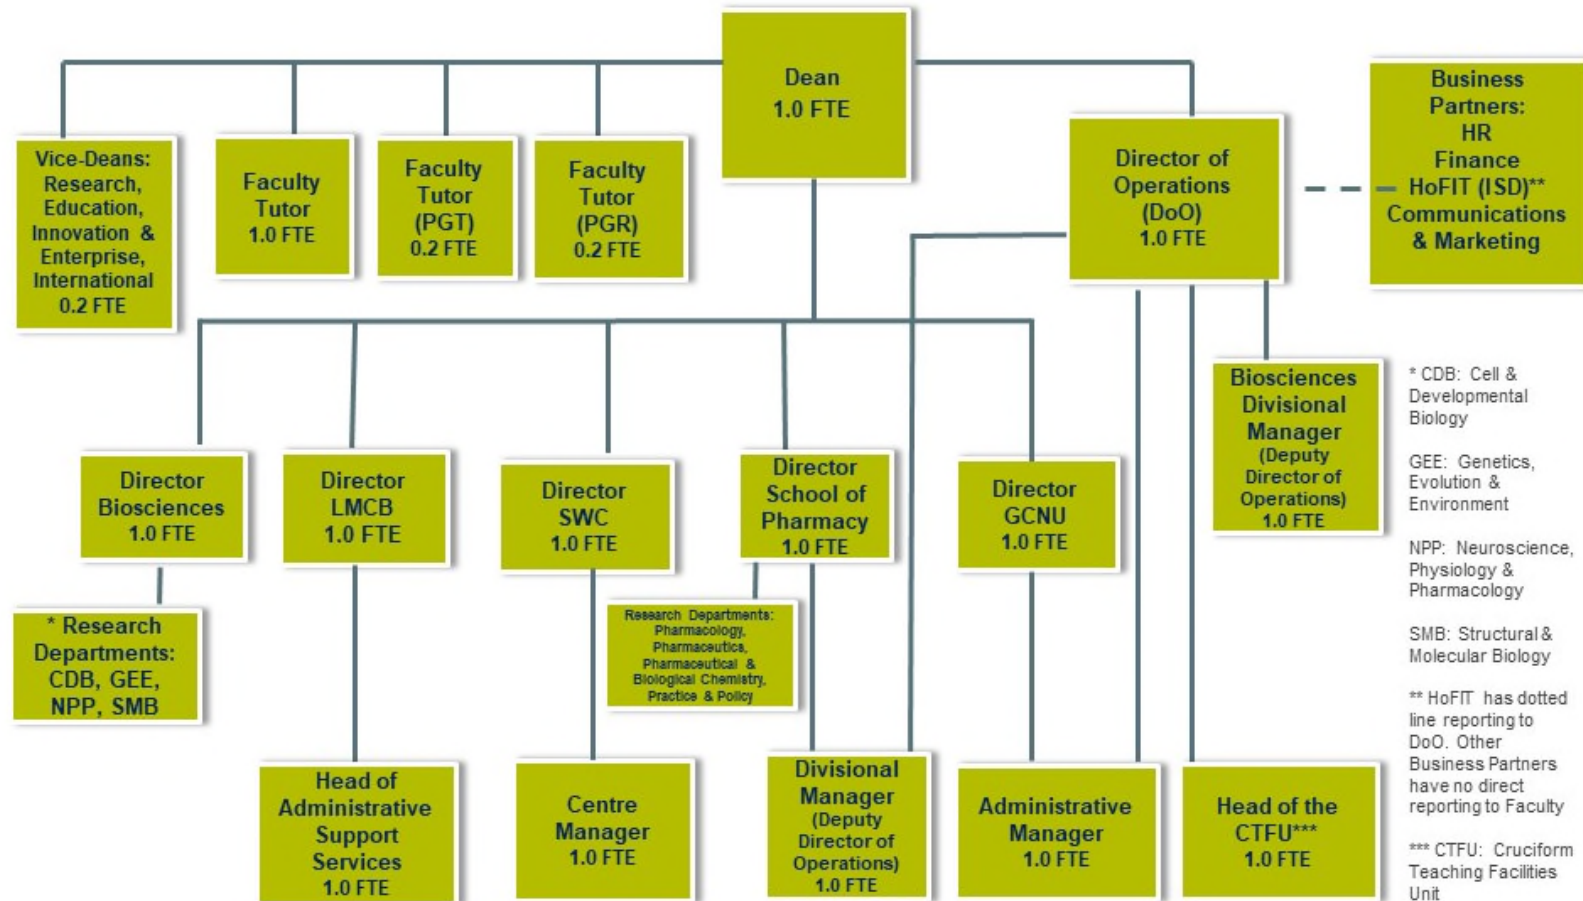 Dean
1.0 FTE
Business
Partners:
HR
Finance
HoFIT (ISD)**
Communications
& Marketing
Vice-Deans:
Research,
Education,
Innovation &
Enterprise,
International
0.2 FTE
Faculty
Tutor
1.0 FTE
Faculty
Tutor
(PGT)
0.2 FTE
Faculty
Tutor
(PGR)
0.2 FTE
Director of
Operations
(DoO)
1.0 FTE
Biosciences
Divisional
Manager
(Deputy
Director of
Operations)
1.0 FTE
Director
Biosciences
1.0 FTE
Director
LMCB
1.0 FTE
Director
SWC
1.0 FTE
Director
School of
Pharmacy
1.0 FTE
Director
GCNU
1.0 FTE
* Research
Departments:
CDB, GEE,
NPP, SMB
Research Departments:
Pharmacology,
Pharmaceutics,
Pharmaceutical &
Biological Chemistry,
Practice & Policy
Head of
Administrative
Support
Services
1.0 FTE
Centre
Manager
1.0 FTE
Divisional
Manager
(Deputy
Director of
Operations)
1.0 FTE
Administrative
Manager
1.0 FTE
Head of the
CTFU***
1.0 FTE
* CDB: Cell &
Developmental
Biology
GEE: Genetics,
Evolution &
Environment
NPP: Neuroscience,
Physiology &
Pharmacology
SMB: Structural &
Molecular Biology
** HoFIT has dotted
line reporting to
DoO. Other
Business Partners
have no direct
reporting to Faculty
*** CTFU: Cruciform
Teaching Facilities
Unit